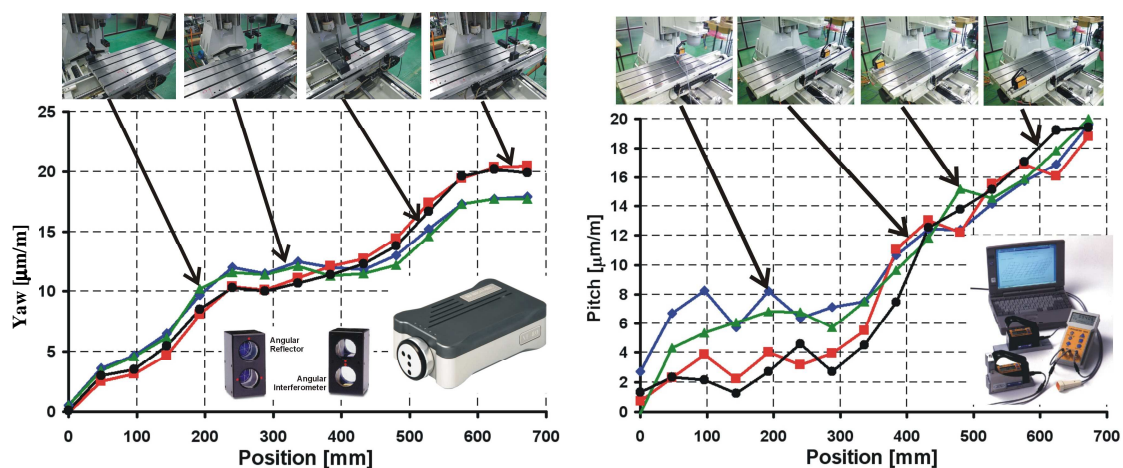 Yaw [μm/m]
25
20
15
10
5
0
0 100 200 300 400 500 600 700
Position [mm]
Angular
Reflector
Angular
Interferometer
Pitch [μm/m]
20
18
16
14
12
10
8
6
4
2
0
0 100 200 300 400 500 600 700
Position [mm]